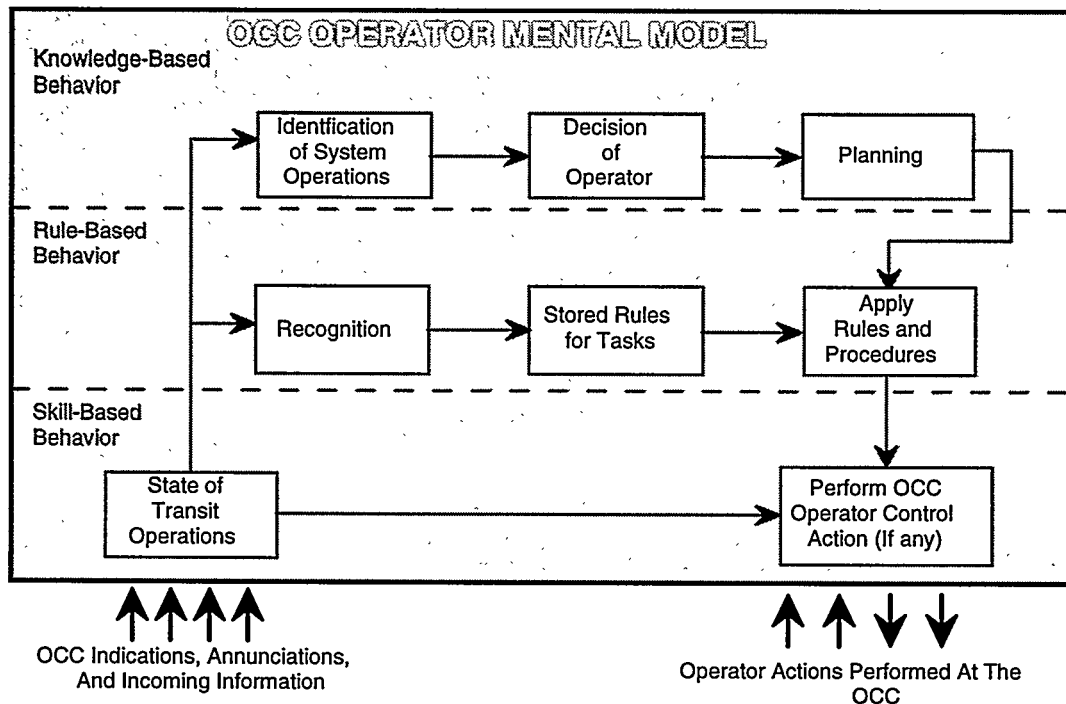 OCC OPERATOR MENTAL MODEL
Knowledge-Based
Behavior
Identfication
of System
Operations
Decision
of
Operator
Planning
Rule-Based
Behavior
Recognition
Stored Rules
for Tasks
Apply
Rules and
Procedures
Skill-Based
Behavior
State of
Transit
Operations
Perform OCC
Operator Control
Action (If any)
OCC Indications, Annunciations,
And Incoming Information
Operator Actions Performed At The
OCC